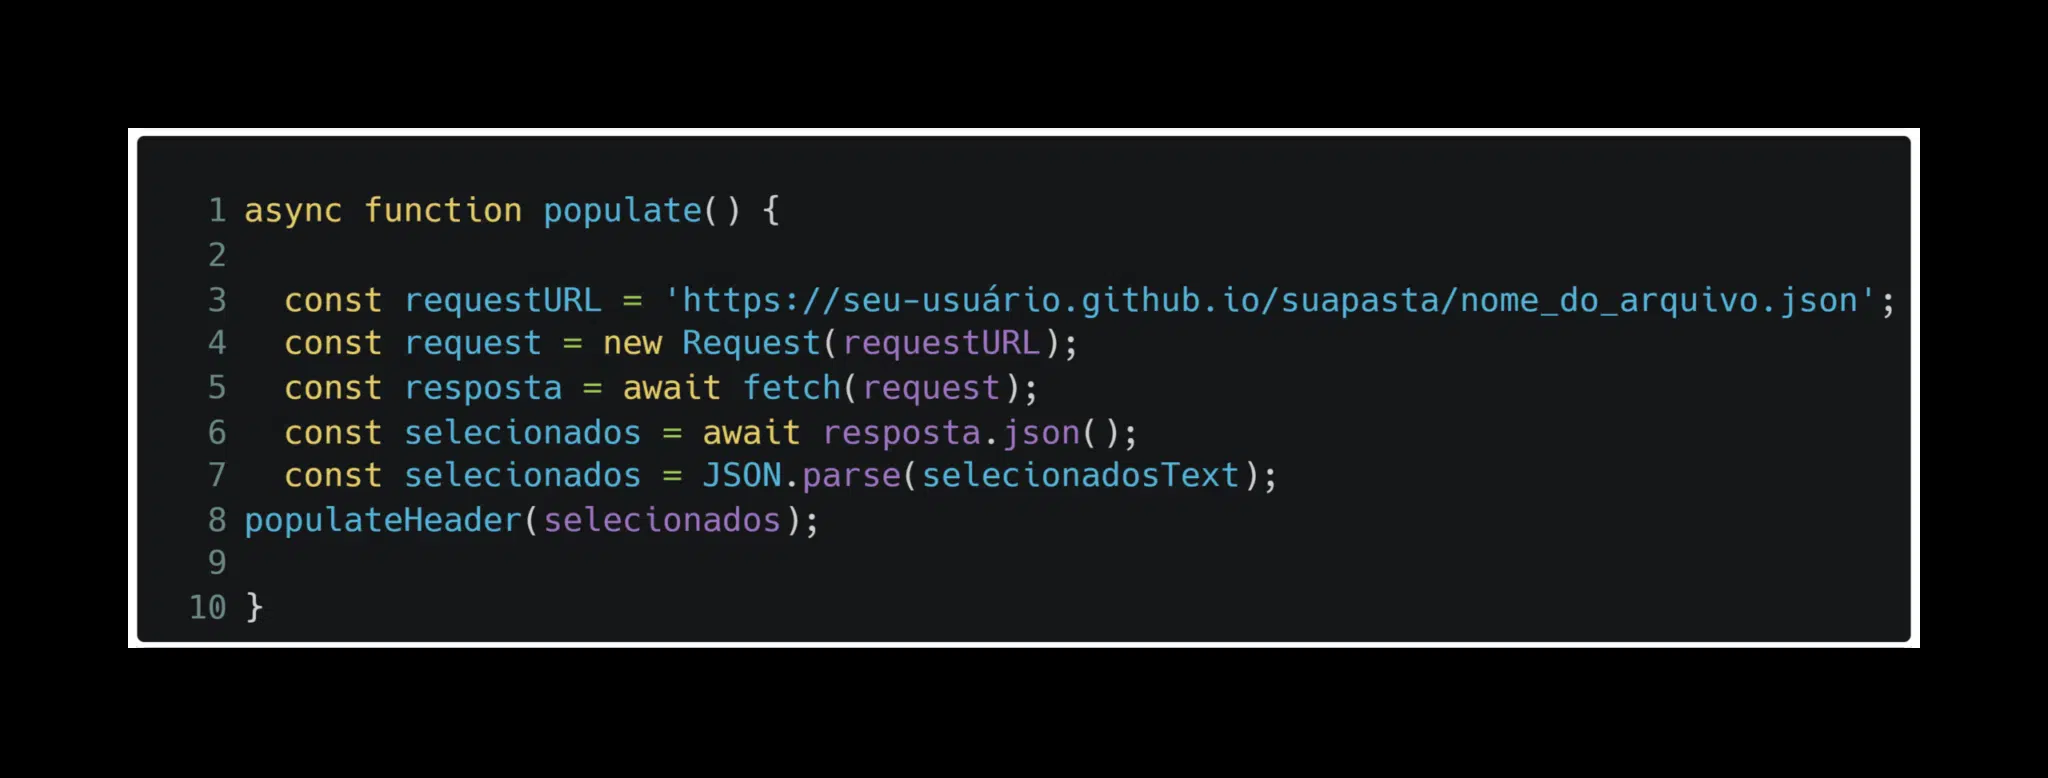 1 async function populate() {
2
3   const requestURL = 'https://seu-usuário.github.io/suapasta/nome_do_arquivo.json';
4   const request = new Request(requestURL);
5   const resposta = await fetch(request);
6   const selecionados = await resposta.json();
7   const selecionados = JSON.parse(selecionadosText);
8 populateHeader(selecionados);
9
10 }